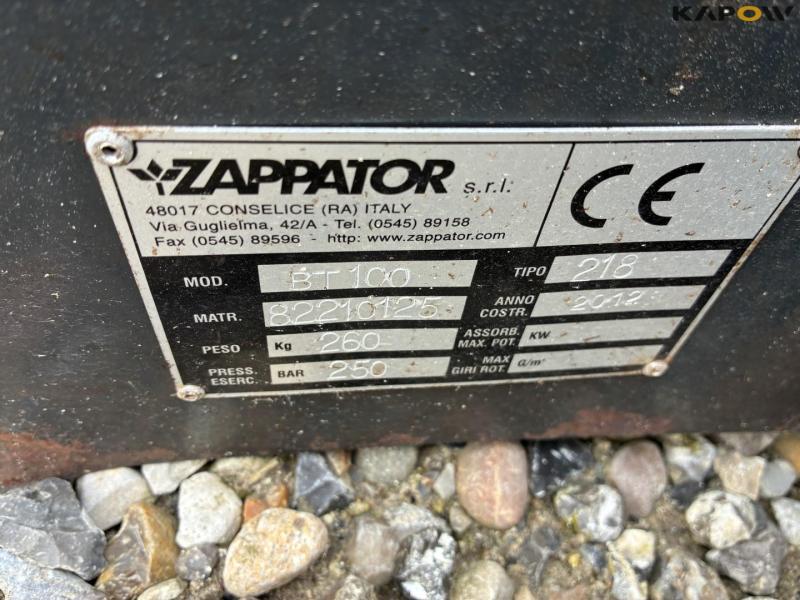 KAPOW
ZAPPATOR s.r.l.
48017 CONSELICE (RA) ITALY
Via Guglielma, 42/A - Tel. (0545) 89158
Fax (0545) 89596 - http: www.zappator.com
CE
MOD. BT 100
TIPO 218
MATR. 82210125
ANNO COSTR. 2012
PESO Kg 260
ASSORB. MAX. POT. KW
PRESS. ESERC. BAR 250
MAX GIRI ROT. G/m'